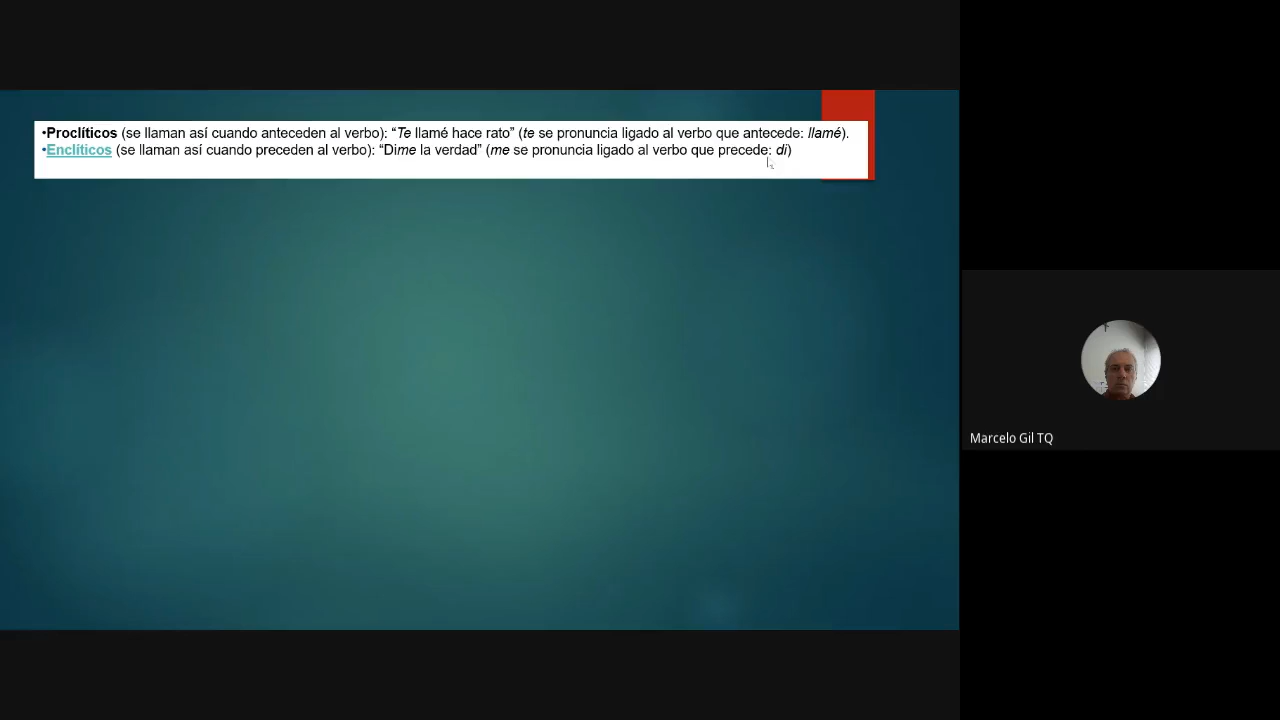 •Proclíticos (se llaman así cuando anteceden al verbo): “Te llamé hace rato” (te se pronuncia ligado al verbo que antecede: llamé).
•Enclíticos (se llaman así cuando preceden al verbo): “Dime la verdad” (me se pronuncia ligado al verbo que precede: di)
Marcelo Gil TQ